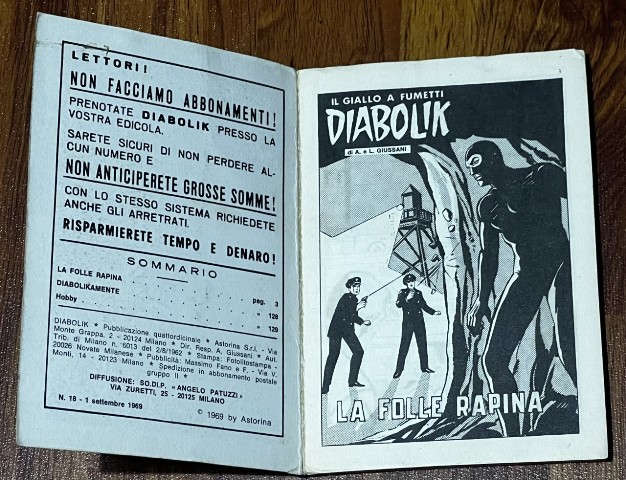 LETTORI!
NON FACCIAMO ABBONAMENTI!
PRENOTATE DIABOLIK PRESSO LA
VOSTRA EDICOLA.
SARETE SICURI DI NON PERDERE AL-
CUN NUMERO E
NON ANTICIPERETE GROSSE SOMME!
CON LO STESSO SISTEMA RICHIEDETE
ANCHE GLI ARRETRATI.
RISPARMIERETE TEMPO E DENARO!
SOMMARIO
LA FOLLE RAPINA . . . . . pag. 3
DIABOLIKAMENTE . . . . . » 128
Hobby . . . . . » 129
DIABOLIK * Pubblicazione quattordicinale * Astorina S.r.l. - Via
Monte Grappa, 2 - 20124 Milano * Dir. Resp. A. Giussani * Aut.
Trib. di Milano n. 6013 del 2/8/1962 * Stampa: Fotolitostampa -
20026 Novate Milanese * Pubblicità: Massimo Fano e F. - Via V.
Monti, 14 - 20123 Milano * Spedizione in abbonamento postale
gruppo II *
DIFFUSIONE: SO.DI.P. «ANGELO PATUZZI»
VIA ZURETTI, 25 - 20125 MILANO
N. 18 - 1 settembre 1969
© 1969 by Astorina
IL GIALLO A FUMETTI
DIABOLIK
di A. e L. GIUSSANI
LA FOLLE RAPINA